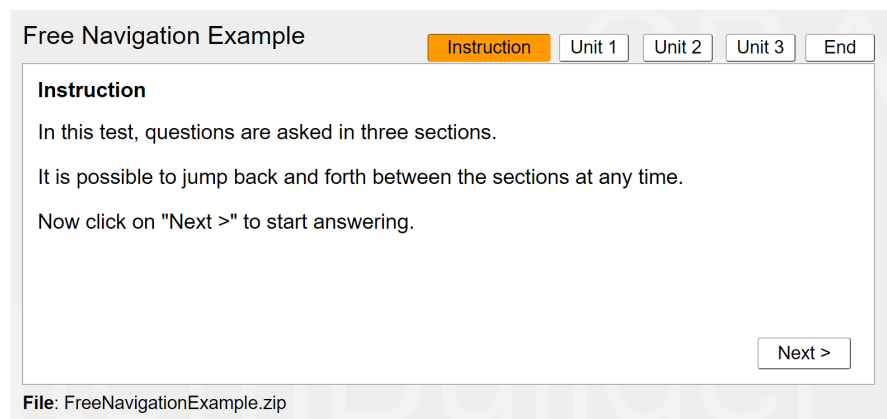 Free Navigation Example
Instruction Unit 1 Unit 2 Unit 3 End
Instruction
In this test, questions are asked in three sections.
It is possible to jump back and forth between the sections at any time.
Now click on "Next >" to start answering.
Next >
File: FreeNavigationExample.zip